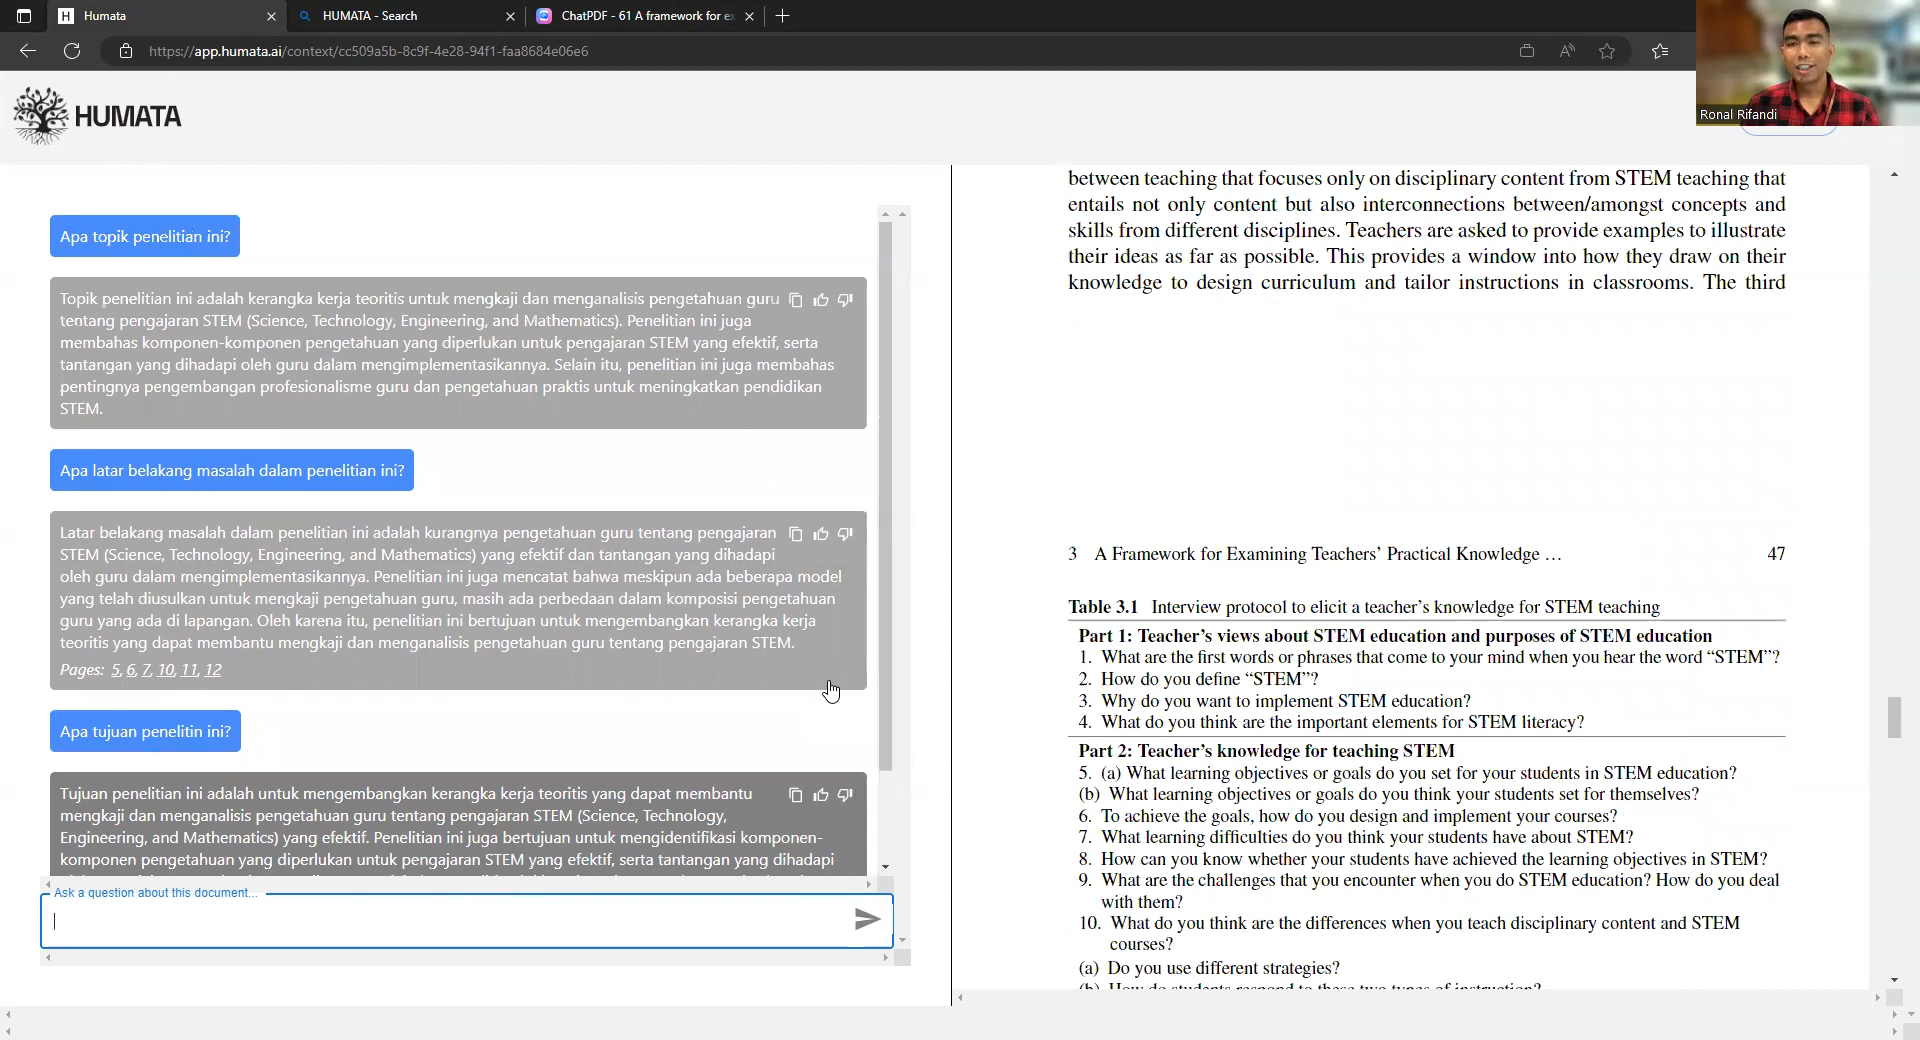 Humata
HUMATA - Search
ChatPDF - 61 A framework for ex
https://app.humata.ai/context/cc509a5b-8c9f-4e28-94f1-faa8684e06e6
HUMATA
Ronal Rifandi
Apa topik penelitian ini?
Topik penelitian ini adalah kerangka kerja teoritis untuk mengkaji dan menganalisis pengetahuan guru
tentang pengajaran STEM (Science, Technology, Engineering, and Mathematics). Penelitian ini juga
membahas komponen-komponen pengetahuan yang diperlukan untuk pengajaran STEM yang efektif, serta
tantangan yang dihadapi oleh guru dalam mengimplementasikannya. Selain itu, penelitian ini juga membahas
pentingnya pengembangan profesionalisme guru dan pengetahuan praktis untuk meningkatkan pendidikan
STEM.
Apa latar belakang masalah dalam penelitian ini?
Latar belakang masalah dalam penelitian ini adalah kurangnya pengetahuan guru tentang pengajaran
STEM (Science, Technology, Engineering, and Mathematics) yang efektif dan tantangan yang dihadapi
oleh guru dalam mengimplementasikannya. Penelitian ini juga mencatat bahwa meskipun ada beberapa model
yang telah diusulkan untuk mengkaji pengetahuan guru, masih ada perbedaan dalam komposisi pengetahuan
guru yang ada di lapangan. Oleh karena itu, penelitian ini bertujuan untuk mengembangkan kerangka kerja
teoritis yang dapat membantu mengkaji dan menganalisis pengetahuan guru tentang pengajaran STEM.
Pages: 5, 6, 7, 10, 11, 12
Apa tujuan penelitin ini?
Tujuan penelitian ini adalah untuk mengembangkan kerangka kerja teoritis yang dapat membantu
mengkaji dan menganalisis pengetahuan guru tentang pengajaran STEM (Science, Technology,
Engineering, and Mathematics) yang efektif. Penelitian ini juga bertujuan untuk mengidentifikasi komponen-
komponen pengetahuan yang diperlukan untuk pengajaran STEM yang efektif, serta tantangan yang dihadapi
Ask a question about this document...
between teaching that focuses only on disciplinary content from STEM teaching that
entails not only content but also interconnections between/amongst concepts and
skills from different disciplines. Teachers are asked to provide examples to illustrate
their ideas as far as possible. This provides a window into how they draw on their
knowledge to design curriculum and tailor instructions in classrooms. The third
3 A Framework for Examining Teachers' Practical Knowledge … 47
Table 3.1 Interview protocol to elicit a teacher's knowledge for STEM teaching
Part 1: Teacher's views about STEM education and purposes of STEM education
1. What are the first words or phrases that come to your mind when you hear the word “STEM”?
2. How do you define “STEM”?
3. Why do you want to implement STEM education?
4. What do you think are the important elements for STEM literacy?
Part 2: Teacher's knowledge for teaching STEM
5. (a) What learning objectives or goals do you set for your students in STEM education?
(b) What learning objectives or goals do you think your students set for themselves?
6. To achieve the goals, how do you design and implement your courses?
7. What learning difficulties do you think your students have about STEM?
8. How can you know whether your students have achieved the learning objectives in STEM?
9. What are the challenges that you encounter when you do STEM education? How do you deal
with them?
10. What do you think are the differences when you teach disciplinary content and STEM
courses?
(a) Do you use different strategies?
(b) How do students respond to these two types of instruction?